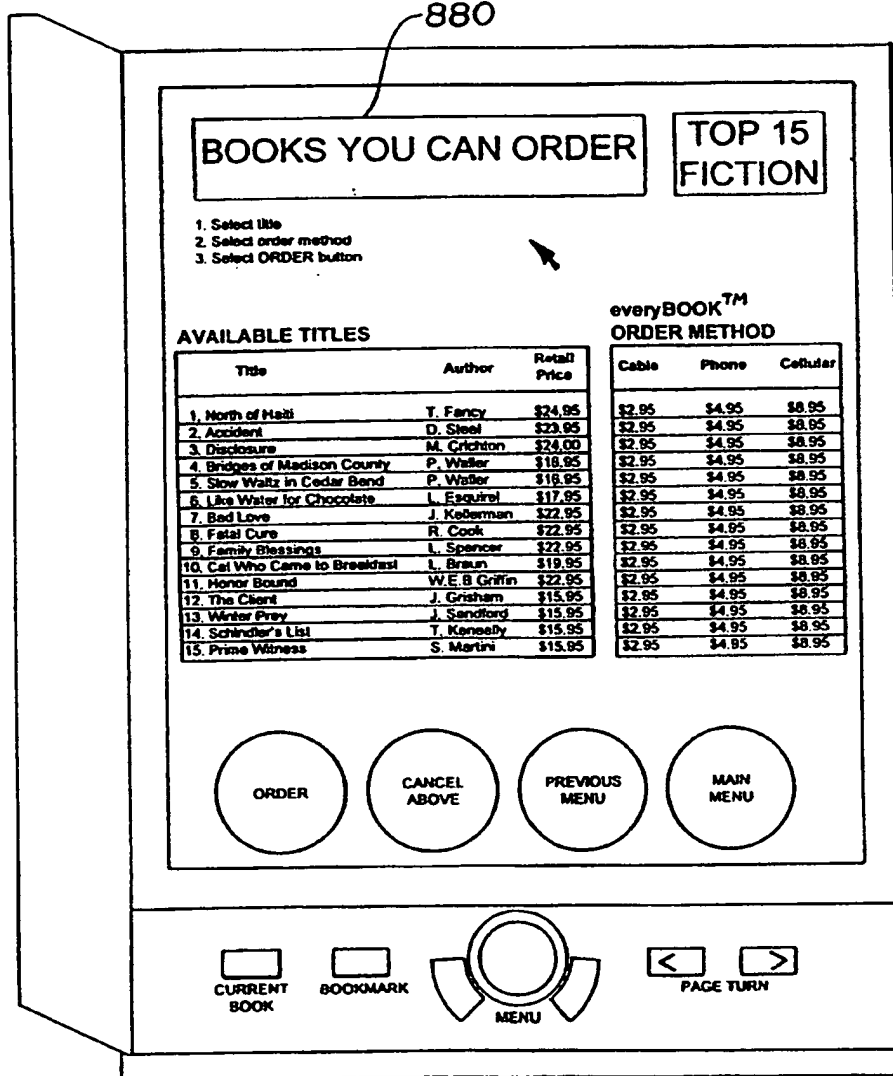 880
BOOKS YOU CAN ORDER
TOP 15
FICTION
1. Select title
2. Select order method
3. Select ORDER button
AVAILABLE TITLES
everyBOOK™
ORDER METHOD
Title Author Retail Price Cable Phone Cellular
1. North of Haiti T. Fancy $24.95 $2.95 $4.95 $8.95
2. Accident D. Steel $23.95 $2.95 $4.95 $8.95
3. Disclosure M. Crichton $24.00 $2.95 $4.95 $8.95
4. Bridges of Madison County P. Waller $16.95 $2.95 $4.95 $8.95
5. Slow Waltz in Cedar Bend P. Waller $16.95 $2.95 $4.95 $8.95
6. Like Water for Chocolate L. Esquirel $17.95 $2.95 $4.95 $8.95
7. Bad Love J. Kellerman $22.95 $2.95 $4.95 $8.95
8. Fatal Cure R. Cook $22.95 $2.95 $4.95 $8.95
9. Family Blessings L. Spencer $22.95 $2.95 $4.95 $8.95
10. Cat Who Came to Breakfast L. Braun $19.95 $2.95 $4.95 $8.95
11. Honor Bound W.E.B Griffin $22.95 $2.95 $4.95 $8.95
12. The Client J. Grisham $15.95 $2.95 $4.95 $8.95
13. Winter Prey J. Sandford $15.95 $2.95 $4.95 $8.95
14. Schindler's List T. Keneally $15.95 $2.95 $4.95 $8.95
15. Prime Witness S. Martini $15.95 $2.95 $4.95 $8.95
ORDER
CANCEL
ABOVE
PREVIOUS
MENU
MAIN
MENU
< >
CURRENT
BOOK
BOOKMARK
MENU
PAGE TURN